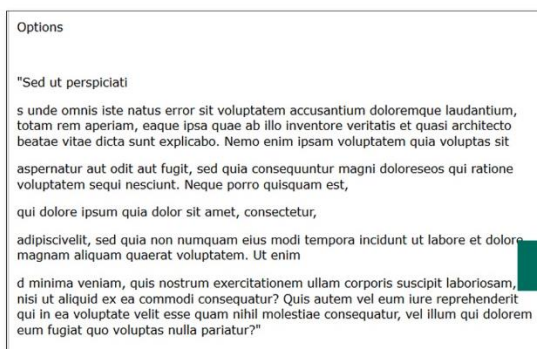 Options
"Sed ut perspiciati
s unde omnis iste natus error sit voluptatem accusantium doloremque laudantium,
totam rem aperiam, eaque ipsa quae ab illo inventore veritatis et quasi architecto
beatae vitae dicta sunt explicabo. Nemo enim ipsam voluptatem quia voluptas sit
aspernatur aut odit aut fugit, sed quia consequuntur magni doloreseos qui ratione
voluptatem sequi nesciunt. Neque porro quisquam est,
qui dolore ipsum quia dolor sit amet, consectetur,
adipiscivelit, sed quia non numquam eius modi tempora incidunt ut labore et dolore
magnam aliquam quaerat voluptatem. Ut enim
d minima veniam, quis nostrum exercitationem ullam corporis suscipit laboriosam,
nisi ut aliquid ex ea commodi consequatur? Quis autem vel eum iure reprehenderit
qui in ea voluptate velit esse quam nihil molestiae consequatur, vel illum qui dolorem
eum fugiat quo voluptas nulla pariatur?"